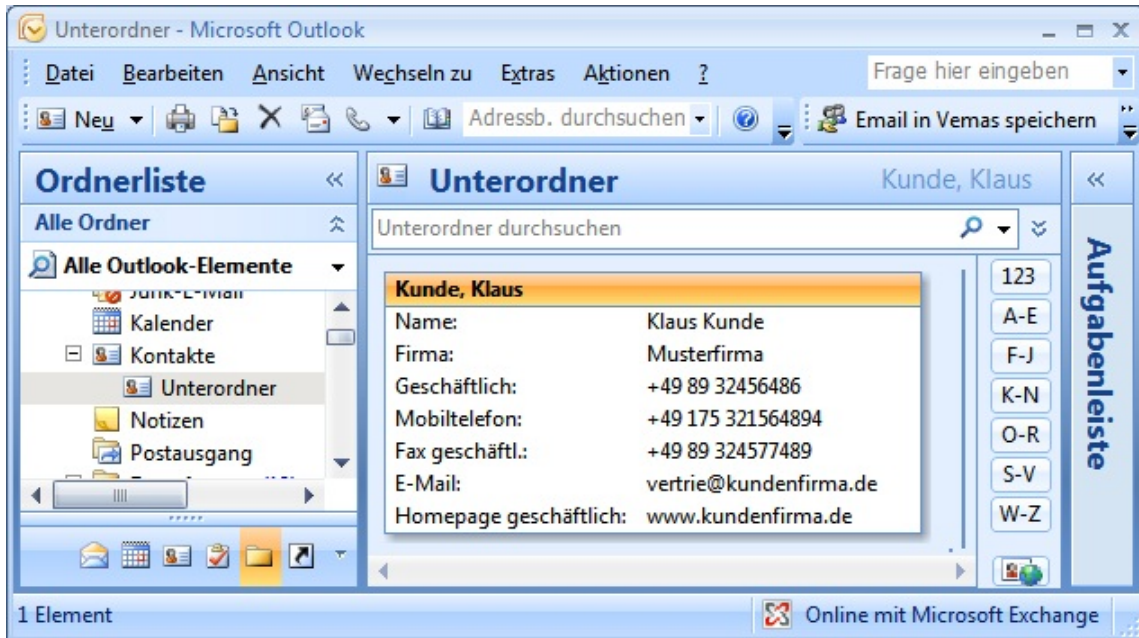 Unterordner - Microsoft Outlook
Datei Bearbeiten Ansicht Wechseln zu Extras Aktionen ? Frage hier eingeben
Neu Adressb. durchsuchen Email in Vemas speichern
Ordnerliste
Alle Ordner
Alle Outlook-Elemente
Junk-E-Mail
Kalender
Kontakte
Unterordner
Notizen
Postausgang
Unterordner Kunde, Klaus
Unterordner durchsuchen
Kunde, Klaus
Name: Klaus Kunde
Firma: Musterfirma
Geschäftlich: +49 89 32456486
Mobiltelefon: +49 175 321564894
Fax geschäftl.: +49 89 324577489
E-Mail: vertrie@kundenfirma.de
Homepage geschäftlich: www.kundenfirma.de
123
A-E
F-J
K-N
O-R
S-V
W-Z
Aufgabenleiste
1 Element Online mit Microsoft Exchange